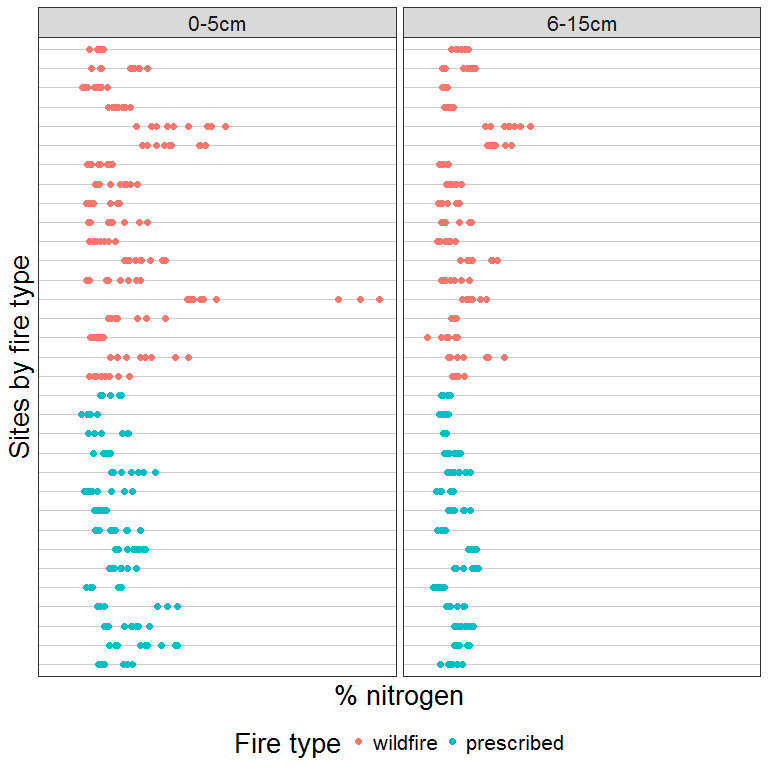 0-5cm
6-15cm
Sites by fire type
% nitrogen
Fire type
wildfire
prescribed